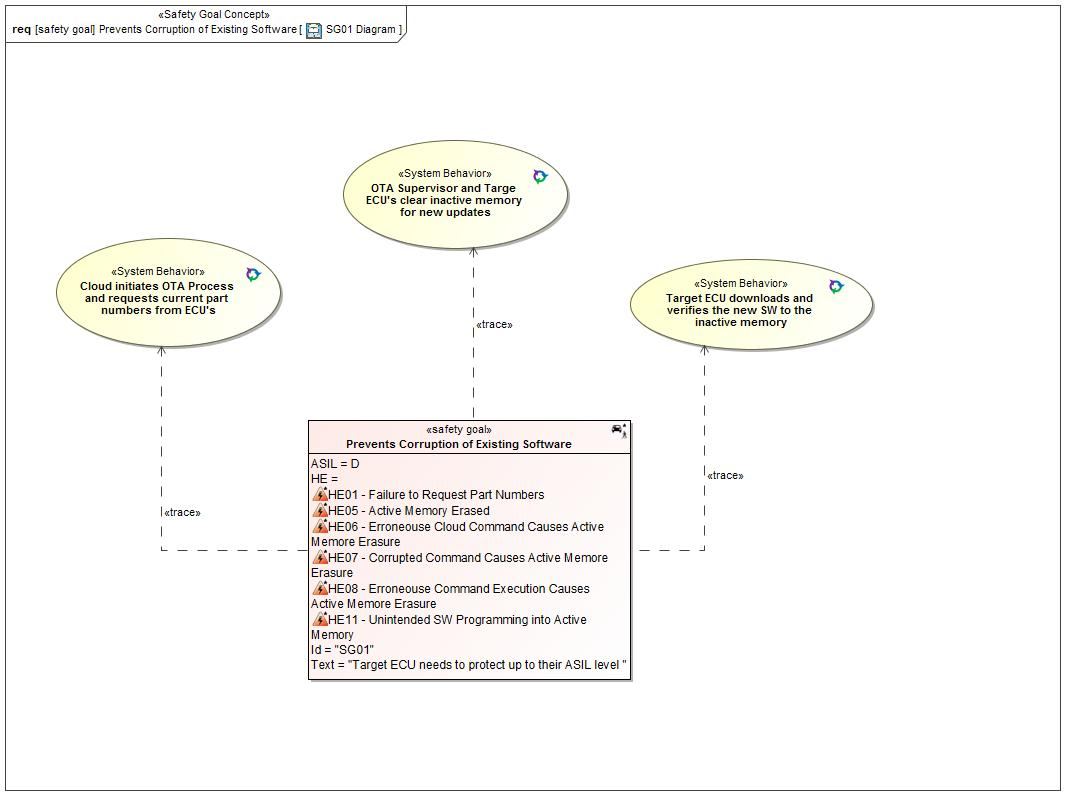 «Safety Goal Concept»
req [safety goal] Prevents Corruption of Existing Software [ SG01 Diagram ]
«System Behavior»
OTA Supervisor and Targe
ECU's clear inactive memory
for new updates
«System Behavior»
Cloud initiates OTA Process
and requests current part
numbers from ECU's
«System Behavior»
Target ECU downloads and
verifies the new SW to the
inactive memory
«trace»
«trace»
«trace»
«safety goal»
Prevents Corruption of Existing Software
ASIL = D
HE =
HE01 - Failure to Request Part Numbers
HE05 - Active Memory Erased
HE06 - Erroneouse Cloud Command Causes Active
Memore Erasure
HE07 - Corrupted Command Causes Active Memore
Erasure
HE08 - Erroneouse Command Execution Causes
Active Memore Erasure
HE11 - Unintended SW Programming into Active
Memory
Id = "SG01"
Text = "Target ECU needs to protect up to their ASIL level "